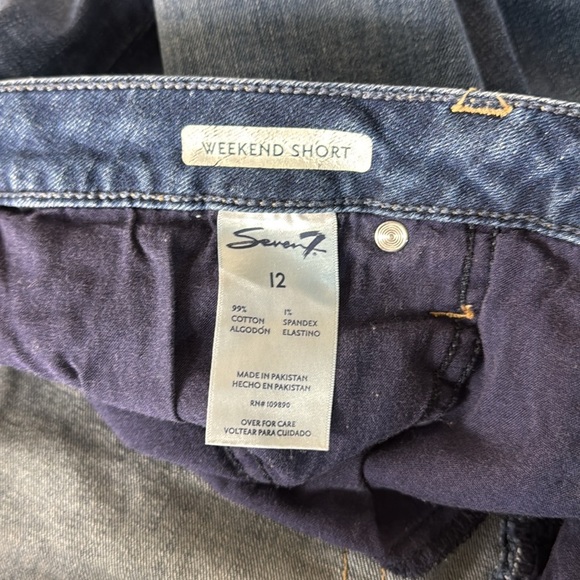 WEEKEND SHORT
Seven7
12
99% 1%
COTTON SPANDEX
ALGODÓN ELASTINO
MADE IN PAKISTAN
HECHO EN PAKISTAN
RN# 109890
OVER FOR CARE
VOLTEAR PARA CUIDADO